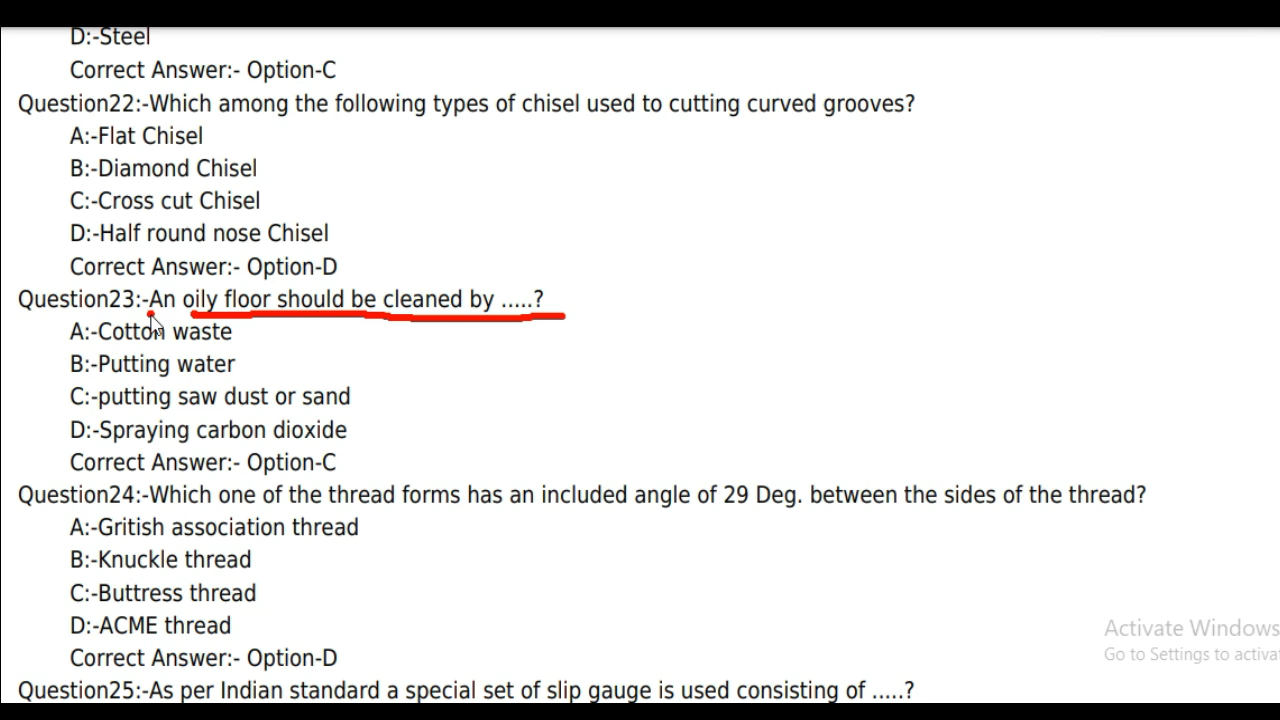 D:-Steel
Correct Answer:- Option-C
Question22:-Which among the following types of chisel used to cutting curved grooves?
A:-Flat Chisel
B:-Diamond Chisel
C:-Cross cut Chisel
D:-Half round nose Chisel
Correct Answer:- Option-D
Question23:-An oily floor should be cleaned by .....?
A:-Cotton waste
B:-Putting water
C:-putting saw dust or sand
D:-Spraying carbon dioxide
Correct Answer:- Option-C
Question24:-Which one of the thread forms has an included angle of 29 Deg. between the sides of the thread?
A:-Gritish association thread
B:-Knuckle thread
C:-Buttress thread
D:-ACME thread
Correct Answer:- Option-D
Activate Windows
Go to Settings to activa
Question25:-As per Indian standard a special set of slip gauge is used consisting of .....?